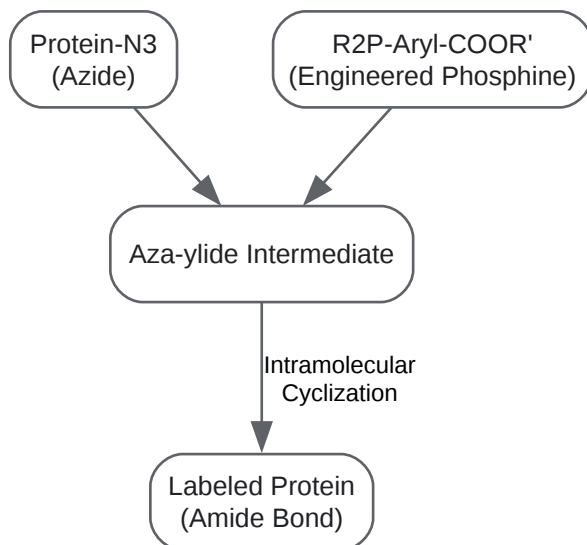 Protein-N3
(Azide)
R2P-Aryl-COOR'
(Engineered Phosphine)
Aza-ylide Intermediate
Intramolecular
Cyclization
Labeled Protein
(Amide Bond)